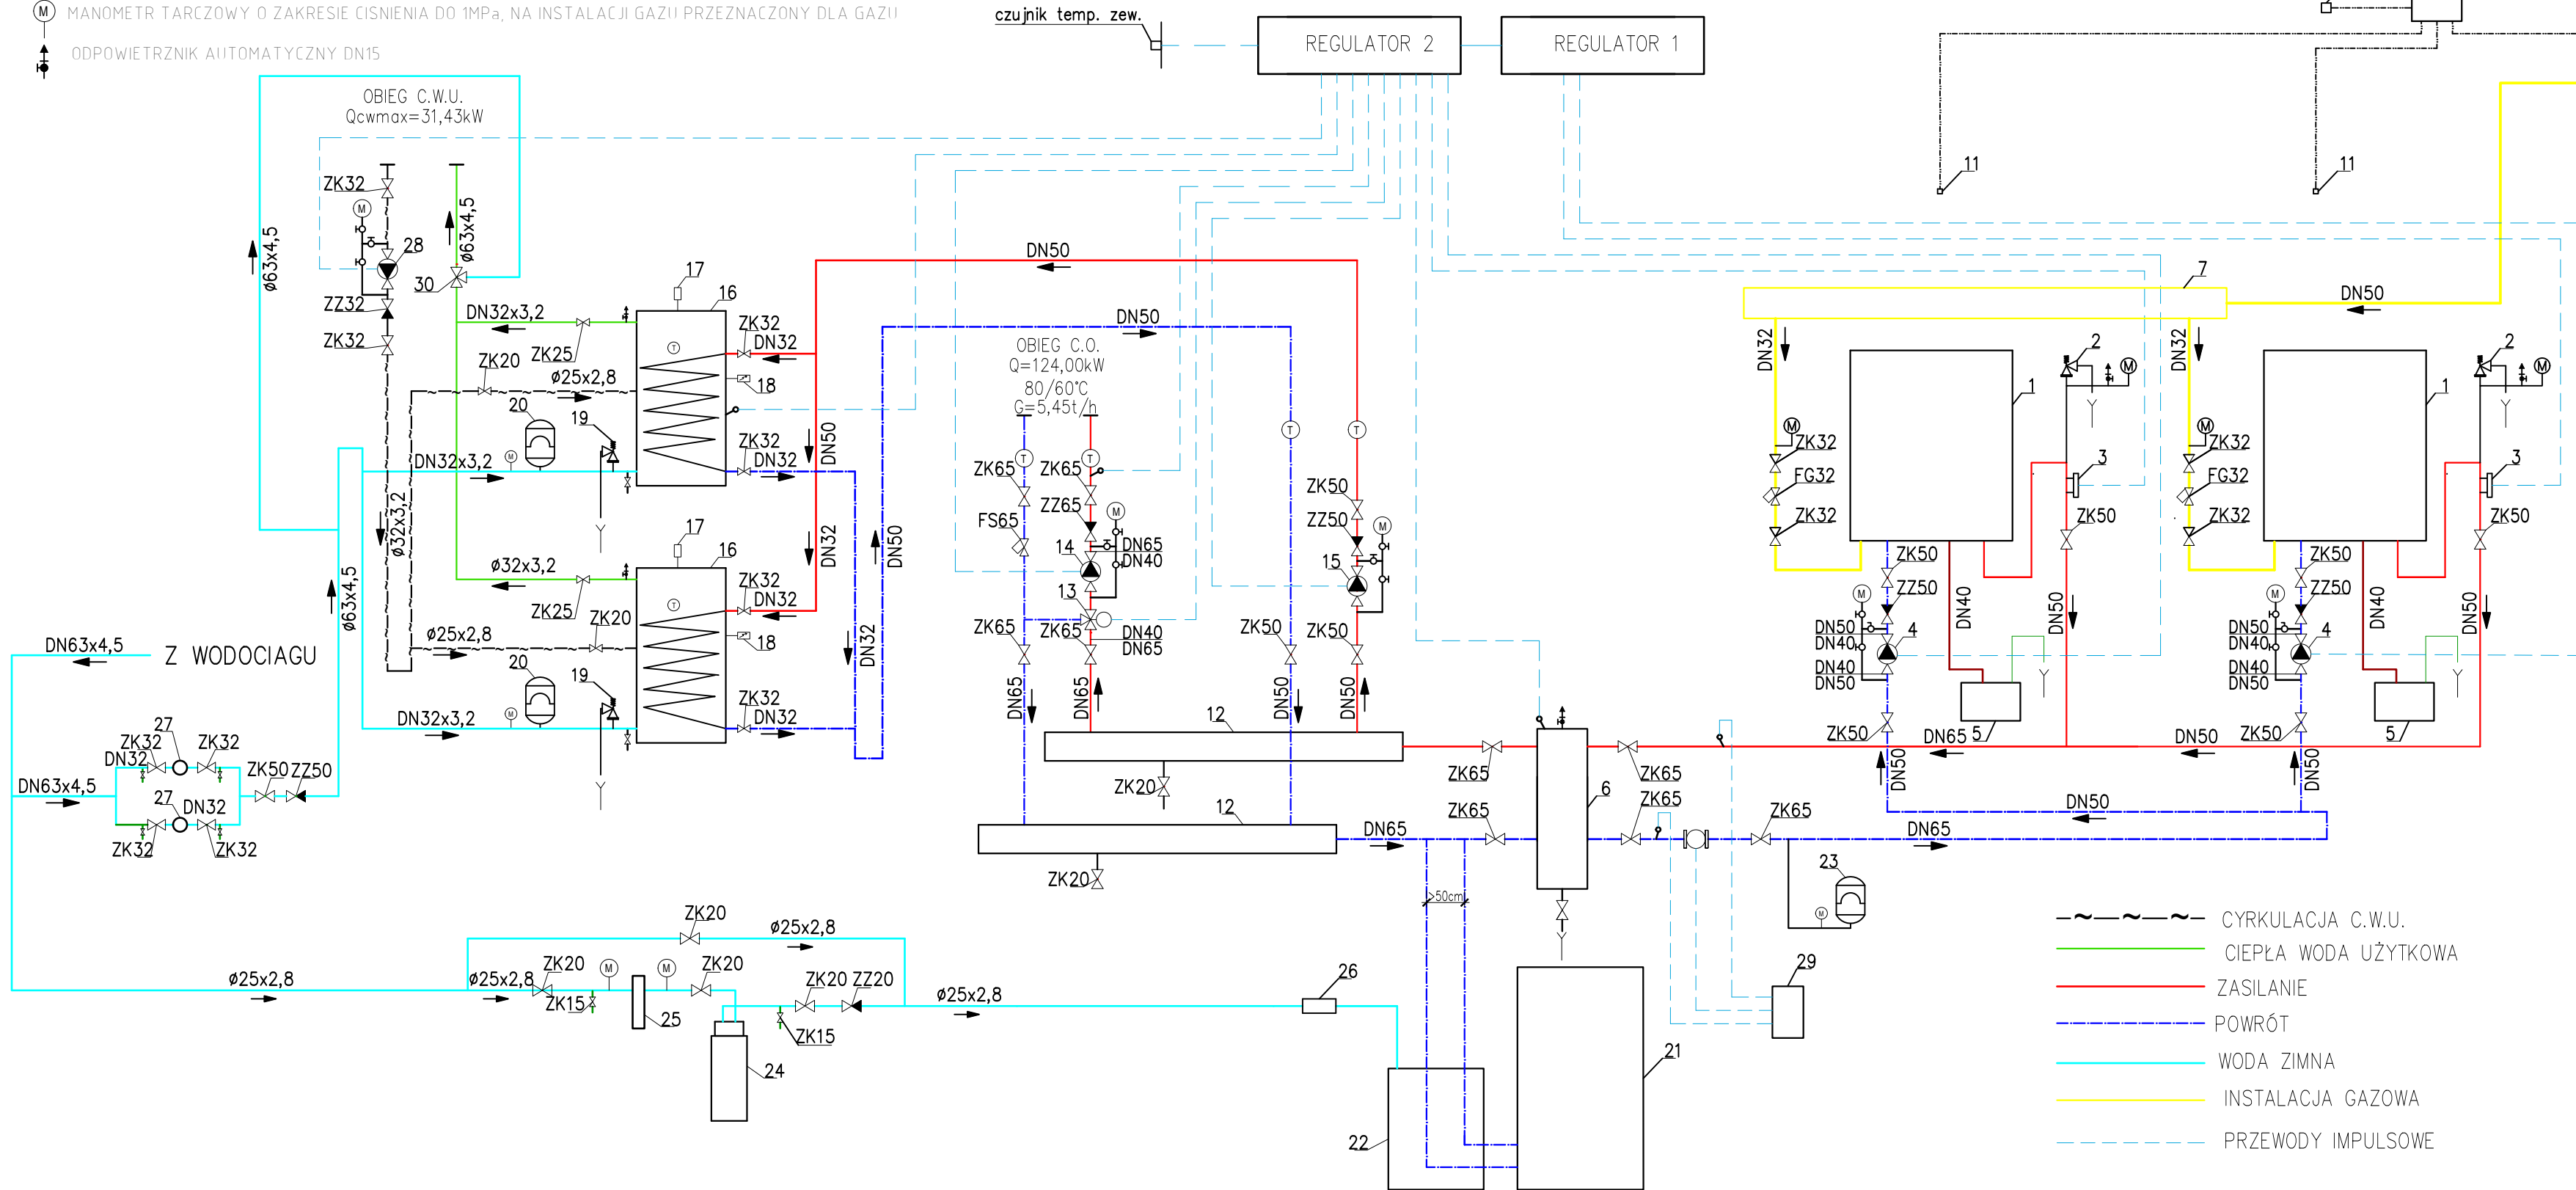 M MANOMETR TARCZOWY O ZAKRESIE CISNIENIA DO 1MPa, NA INSTALACJI GAZU PRZEZNACZONY DLA GAZU
ODPOWIETRZNIK AUTOMATYCZNY DN15
czujnik temp. zew.
REGULATOR 2
REGULATOR 1
OBIEG C.W.U.
Qcwmax=31,43kW
ZK32
M
28
ø63x4,5
ø63x4,5
30
ZZ32
ZK32
DN32x3,2
ZK25
ZK20
ø25x2,8
20
19
M
DN32x3,2
ø32x3,2
17
16
T
18
ZK32
DN32
ZK32
DN32
DN50
DN32
DN50
DN32
ø32x3,2
ZK25
ZK20
ø25x2,8
20
19
M
DN32x3,2
17
16
T
18
ZK32
DN32
ZK32
DN32
ø63x4,5
DN63x4,5
Z WODOCIAGU
27
ZK32
ZK32
DN32
ZK50
ZZ50
DN63x4,5
27
DN32
ZK32
ZK32
DN50
DN50
OBIEG C.O.
Q=124,00kW
80/60°C
G=5,45t/h
T
T
T
T
ZK65
ZK65
ZZ65
M
FS65
14
DN65
DN40
13
ZK65
ZK65
DN40
DN65
DN65
DN65
ZK50
ZZ50
M
15
ZK50
ZK50
DN50
DN50
12
ZK20
12
ZK20
DN65
ZK65
ZK65
6
ZK65
ZK65
ZK65
>50cm
23
M
DN65
DN50
29
11
11
7
DN50
DN32
DN32
1
2
M
M
ZK32
FG32
ZK32
3
ZK50
ZK50
ZZ50
M
DN50
DN40
4
DN40
DN50
DN40
DN50
5
ZK50
DN65
DN50
1
2
M
M
ZK32
FG32
ZK32
3
ZK50
ZK50
ZZ50
M
DN50
DN40
4
DN40
DN50
DN40
DN50
5
ZK50
DN50
DN50
ZK20
ø25x2,8
ø25x2,8
ø25x2,8
ZK20
M
M
ZK20
ZK15
25
ZK20
ZZ20
ZK15
24
ø25x2,8
26
22
21
CYRKULACJA C.W.U.
CIEPŁA WODA UŻYTKOWA
ZASILANIE
POWRÓT
WODA ZIMNA
INSTALACJA GAZOWA
PRZEWODY IMPULSOWE